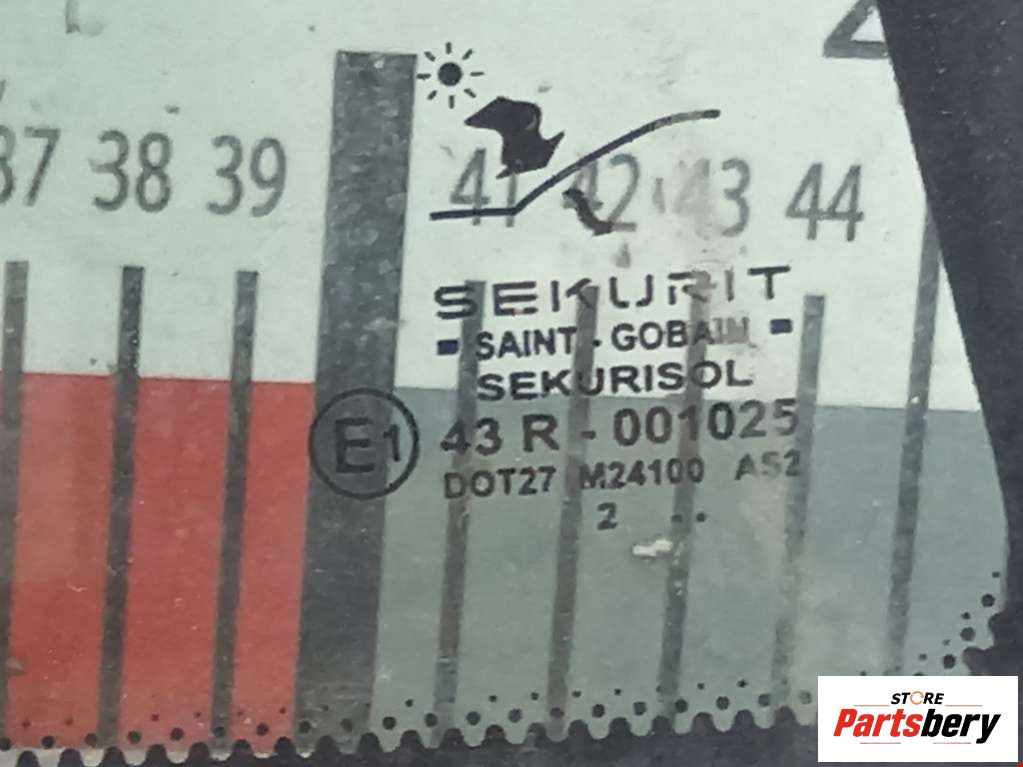 37 38 39 41 42 43 44
SEKURIT
SAINT - GOBAIN
SEKURISOL
E1 43 R - 001025
DOT27 M24100 AS2
2 ..
STORE
Partsbery